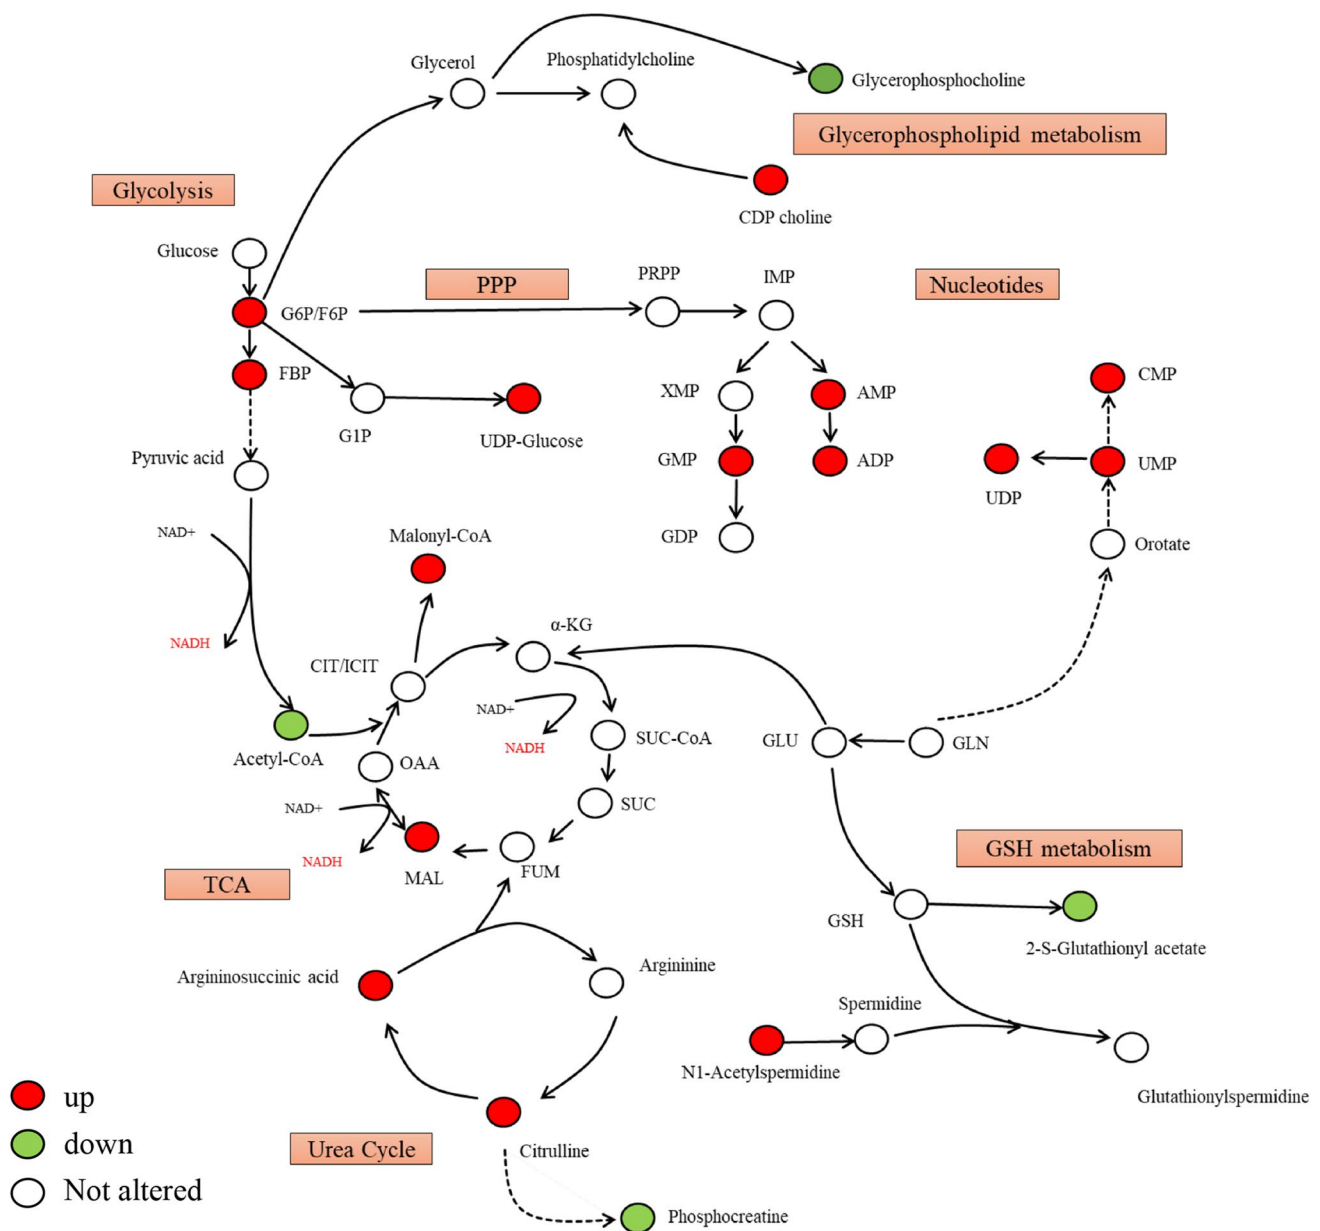 Glycerol
Phosphatidylcholine
Glycerophosphocholine
Glycerophospholipid metabolism
Glycolysis
CDP choline
Glucose
PPP
PRPP
IMP
Nucleotides
G6P/F6P
FBP
XMP
AMP
CMP
G1P
UDP-Glucose
Pyruvic acid
GMP
ADP
UMP
UDP
NAD+
Malonyl-CoA
GDP
Orotate
NADH
α-KG
CIT/ICIT
NAD+
NADH
SUC-CoA
GLU
GLN
Acetyl-CoA
OAA
NAD+
SUC
NADH
MAL
FUM
GSH metabolism
TCA
GSH
2-S-Glutathionyl acetate
Argininosuccinic acid
Argininine
Spermidine
N1-Acetylspermidine
Glutathionylspermidine
up
down
Not altered
Urea Cycle
Citrulline
Phosphocreatine